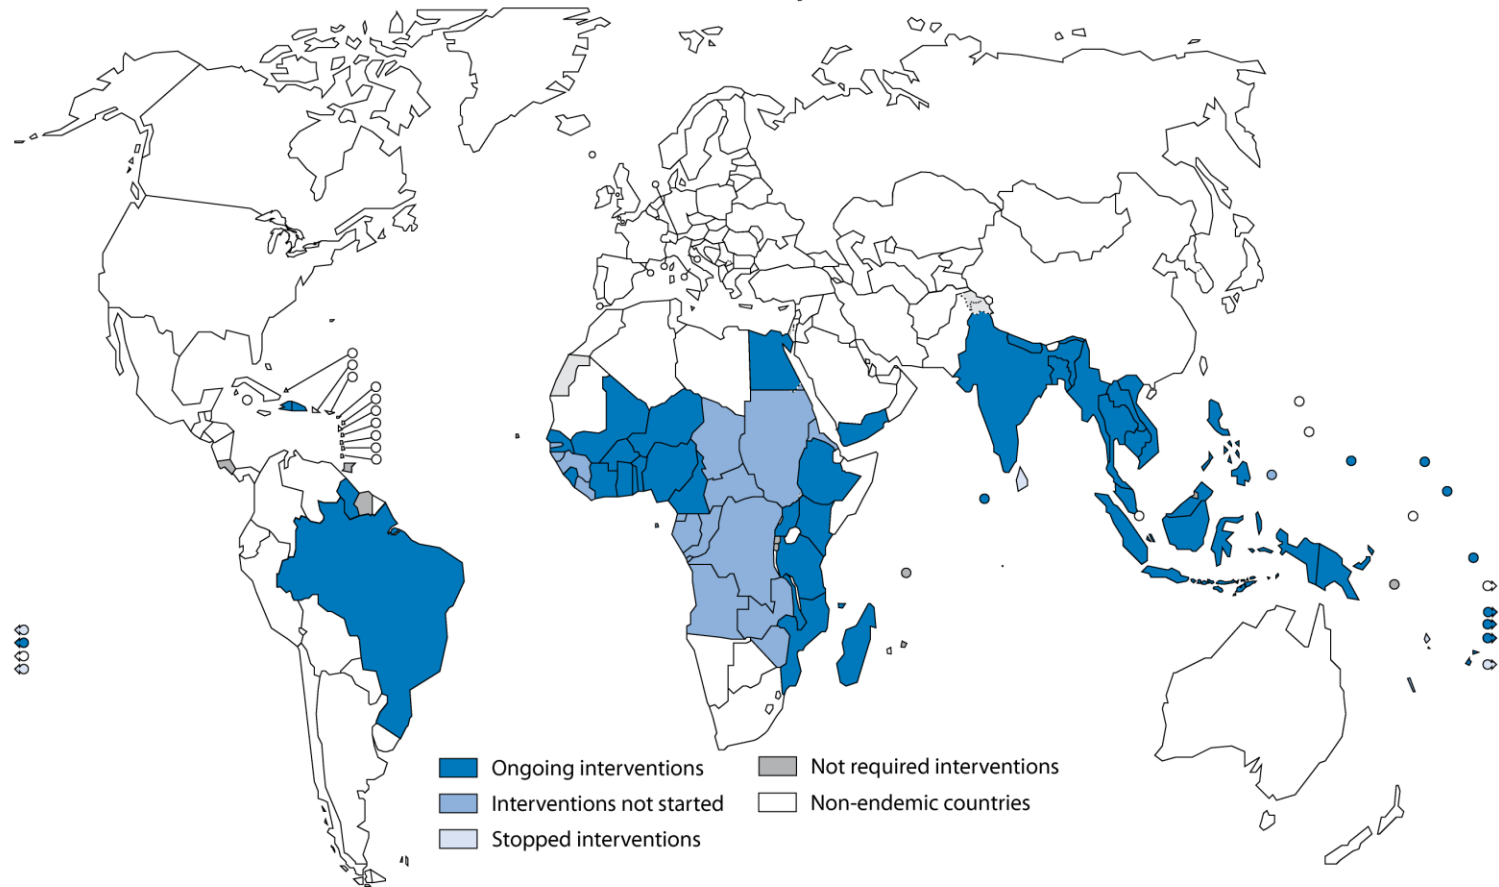 Ongoing interventions
Interventions not started
Stopped interventions
Not required interventions
Non-endemic countries